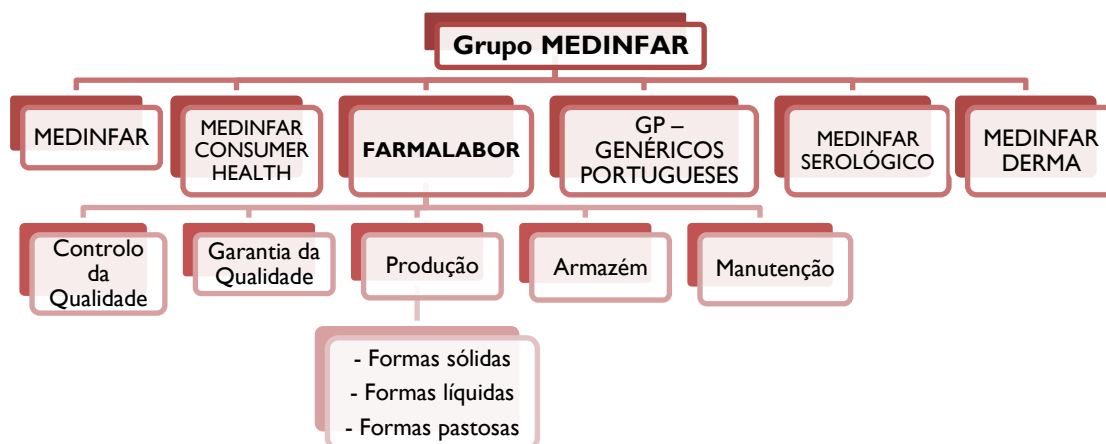 Grupo MEDINFAR
MEDINFAR
MEDINFAR
CONSUMER
HEALTH
FARMALABOR
GP –
GENÉRICOS
PORTUGUESES
MEDINFAR
SEROLÓGICO
MEDINFAR
DERMA
Controlo
da
Qualidade
Garantia da
Qualidade
Produção
Armazém
Manutenção
- Formas sólidas
- Formas líquidas
- Formas pastosas